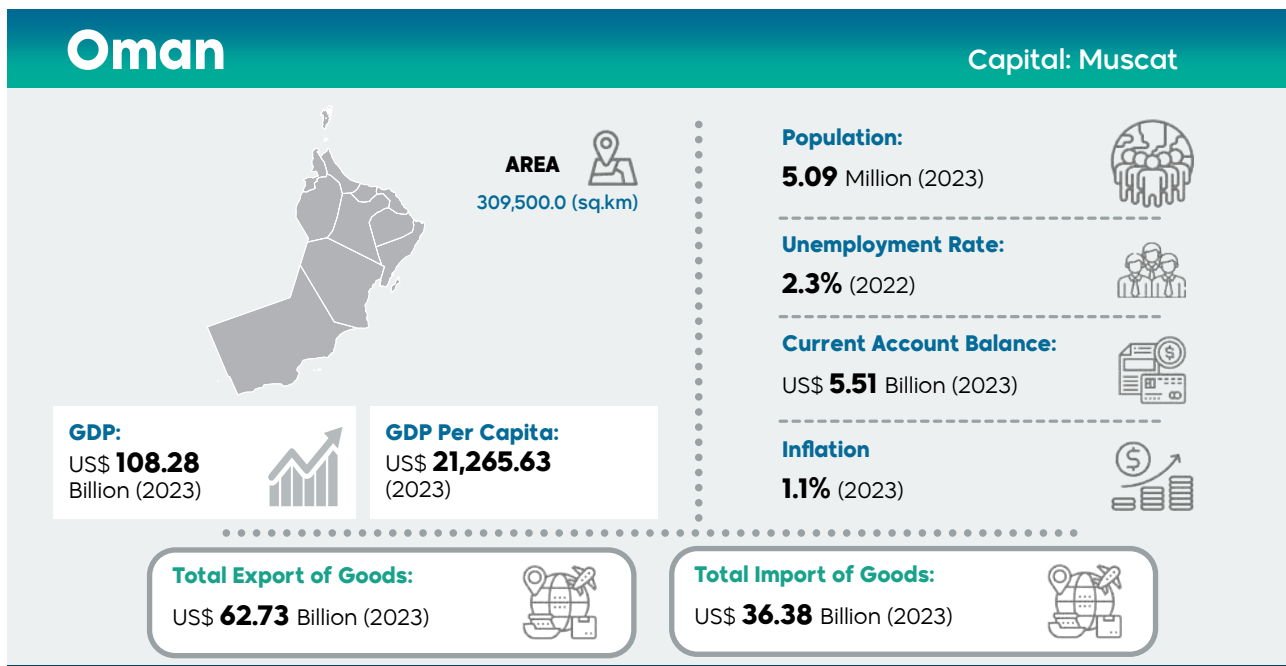 Oman
Capital: Muscat
AREA
309,500.0 (sq.km)
GDP:
US$ 108.28
Billion (2023)
GDP Per Capita:
US$ 21,265.63
(2023)
Population:
5.09 Million (2023)
Unemployment Rate:
2.3% (2022)
Current Account Balance:
US$ 5.51 Billion (2023)
Inflation
1.1% (2023)
Total Export of Goods:
US$ 62.73 Billion (2023)
Total Import of Goods:
US$ 36.38 Billion (2023)